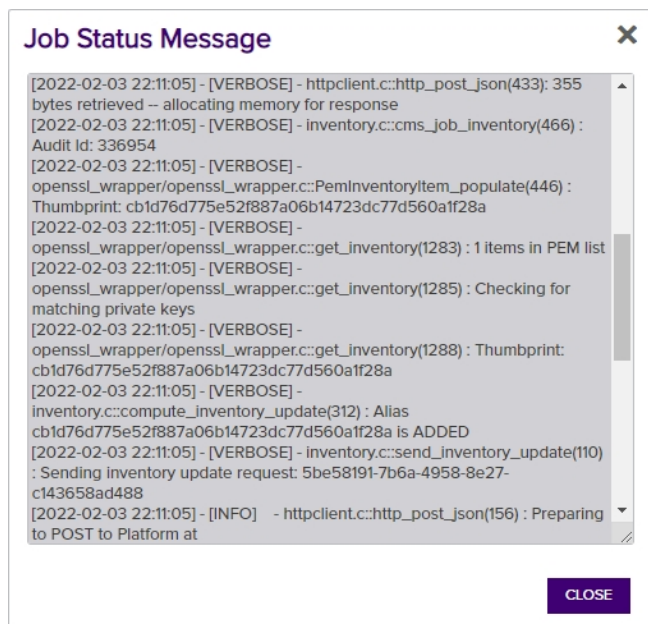 Job Status Message
[2022-02-03 22:11:05] - [VERBOSE] - httpclient.c::http_post_json(433): 355
bytes retrieved -- allocating memory for response
[2022-02-03 22:11:05] - [VERBOSE] - inventory.c::cms_job_inventory(466) :
Audit Id: 336954
[2022-02-03 22:11:05] - [VERBOSE] -
openssl_wrapper/openssl_wrapper.c::PemInventoryItem_populate(446) :
Thumbprint: cb1d76d775e52f887a06b14723dc77d560a1f28a
[2022-02-03 22:11:05] - [VERBOSE] -
openssl_wrapper/openssl_wrapper.c::get_inventory(1283) : 1 items in PEM list
[2022-02-03 22:11:05] - [VERBOSE] -
openssl_wrapper/openssl_wrapper.c::get_inventory(1285) : Checking for
matching private keys
[2022-02-03 22:11:05] - [VERBOSE] -
openssl_wrapper/openssl_wrapper.c::get_inventory(1288) : Thumbprint:
cb1d76d775e52f887a06b14723dc77d560a1f28a
[2022-02-03 22:11:05] - [VERBOSE] -
inventory.c::compute_inventory_update(312) : Alias
cb1d76d775e52f887a06b14723dc77d560a1f28a is ADDED
[2022-02-03 22:11:05] - [VERBOSE] - inventory.c::send_inventory_update(110)
: Sending inventory update request: 5be58191-7b6a-4958-8e27-
c143658ad488
[2022-02-03 22:11:05] - [INFO] - httpclient.c::http_post_json(156) : Preparing
to POST to Platform at
CLOSE